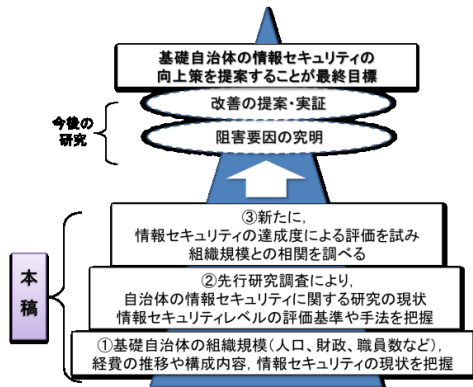 基礎自治体の情報セキュリティの
向上策を提案することが最終目標
改善の提案・実証
今後の
研究
阻害要因の究明
③新たに,
情報セキュリティの達成度による評価を試み
組織規模との相関を調べる
本稿
②先行研究調査により,
自治体の情報セキュリティに関する研究の現状
情報セキュリティレベルの評価基準や手法を把握
①基礎自治体の組織規模(人口、財政、職員数など),
経費の推移や構成内容, 情報セキュリティの現状を把握